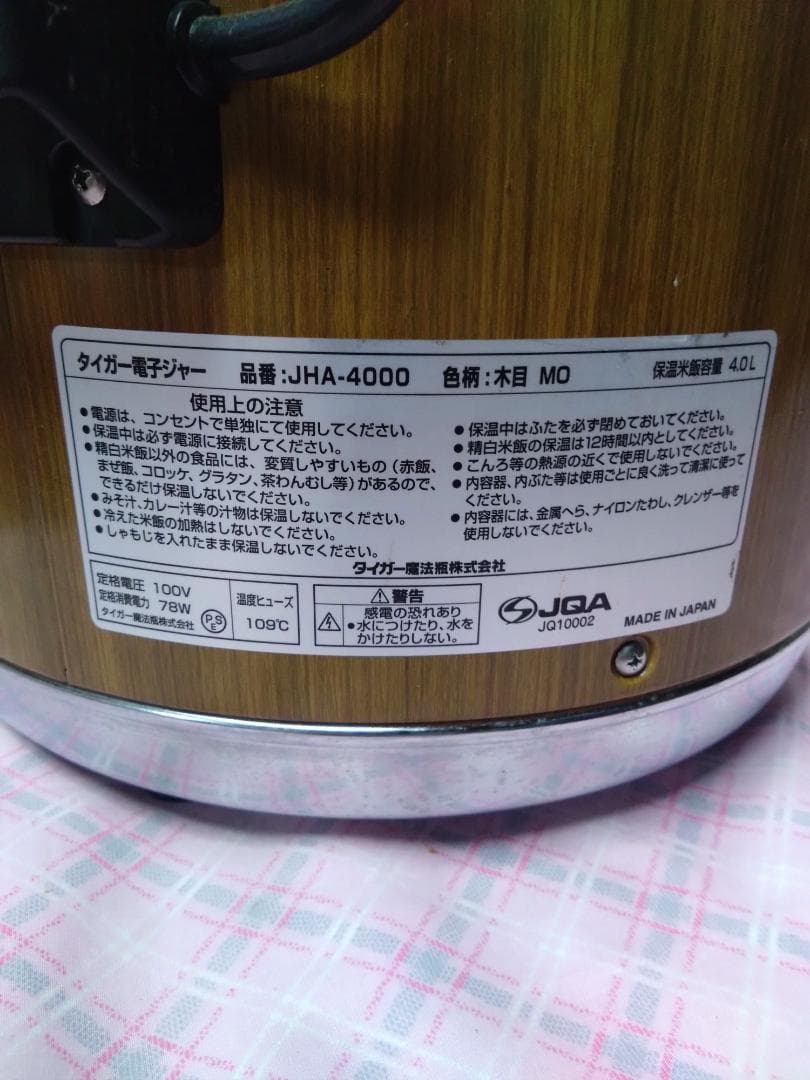 タイガー電子ジャー 品番:JHA-4000 色柄:木目 MO 保温米飯容量 4.0L
使用上の注意
●電源は、コンセントで単独にて使用してください。
●保温中は必ず電源に接続してください。
●精白米飯以外の食品には、変質しやすいもの(赤飯、
まぜ飯、コロッケ、グラタン、茶わんむし等)があるので、
できるだけ保温しないでください。
●みそ汁、カレー汁等の汁物は保温しないでください。
●冷えた米飯の加熱はしないでください。
●しゃもじを入れたまま保温しないでください。
●保温中はふたを必ず閉めておいてください。
●精白米飯の保温は12時間以内としてください。
●こんろ等の熱源の近くで使用しないでください。
●内容器、内ぶた等は使用ごとに良く洗って清潔に使って
ください。
●内容器には、金属へら、ナイロンたわし、クレンザー等を
使用しないでください。
タイガー魔法瓶株式会社
定格電圧 100V
定格消費電力 78W
タイガー魔法瓶株式会社
PSE
温度ヒューズ
109℃
⚠警告
感電の恐れあり
●水につけたり、水を
かけたりしない。
JQA
JQ10002
MADE IN JAPAN